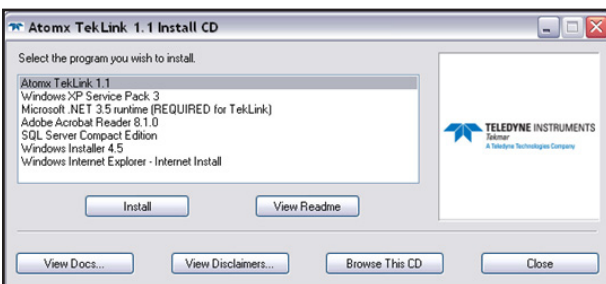 Atomx TekLink 1.1 Install CD
Select the program you wish to install.
Atomx TekLink 1.1
Windows XP Service Pack 3
Microsoft .NET 3.5 runtime (REQUIRED for TekLink)
Adobe Acrobat Reader 8.1.0
SQL Server Compact Edition
Windows Installer 4.5
Windows Internet Explorer - Internet Install
TELEDYNE INSTRUMENTS
Tekmar
A Teledyne Technologies Company
Install View Readme
View Docs... View Disclaimers... Browse This CD Close